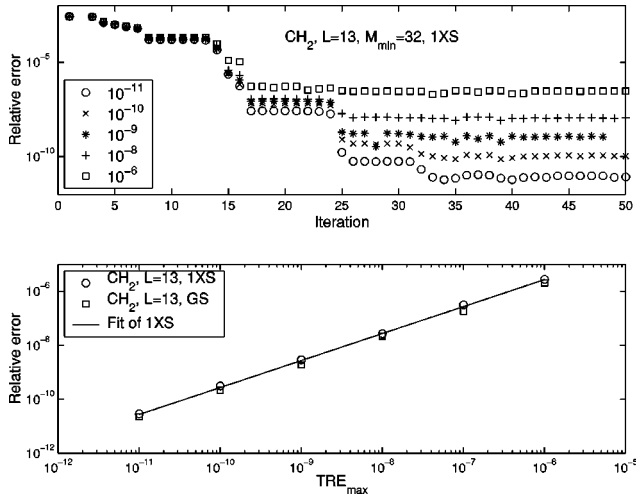 CH2, L=13, Mmin=32, 1XS
Relative error
10^-5
10^-10
10^-11
10^-10
10^-9
10^-8
10^-6
0 5 10 15 20 25 30 35 40 45 50
Iteration
CH2, L=13, 1XS
CH2, L=13, GS
Fit of 1XS
Relative error
10^-6
10^-8
10^-10
10^-12
10^-12 10^-11 10^-10 10^-9 10^-8 10^-7 10^-6 10^-5
TREmax